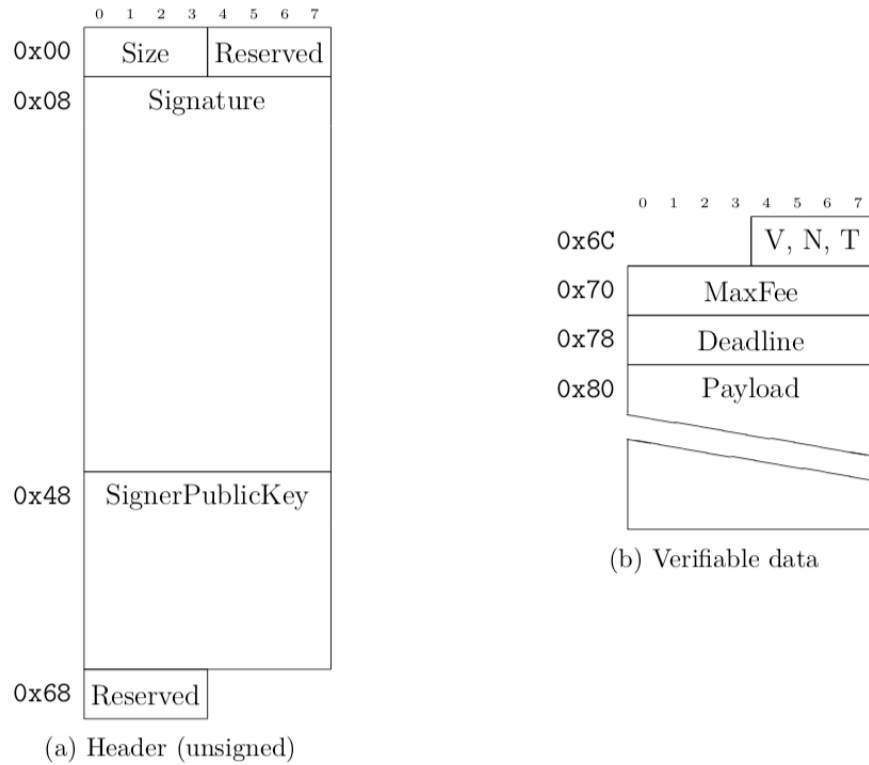 0 1 2 3 4 5 6 7
0x00 Size Reserved
0x08 Signature
0x48 SignerPublicKey
0x68 Reserved
(a) Header (unsigned)
0 1 2 3 4 5 6 7
0x6C V, N, T
0x70 MaxFee
0x78 Deadline
0x80 Payload
(b) Verifiable data